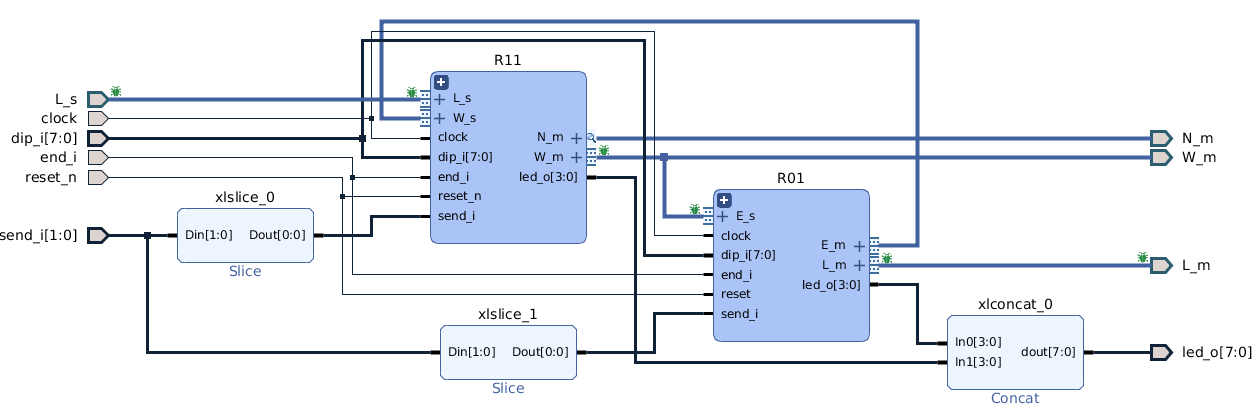 L_s
clock
dip_i[7:0]
end_i
reset_n
send_i[1:0]
xlslice_0
Din[1:0]
Dout[0:0]
Slice
R11
L_s
W_s
clock
dip_i[7:0]
end_i
reset_n
send_i
N_m
W_m
led_o[3:0]
xlslice_1
Din[1:0]
Dout[0:0]
Slice
R01
E_s
clock
dip_i[7:0]
end_i
reset
send_i
E_m
L_m
led_o[3:0]
xlconcat_0
In0[3:0]
In1[3:0]
dout[7:0]
Concat
N_m
W_m
L_m
led_o[7:0]